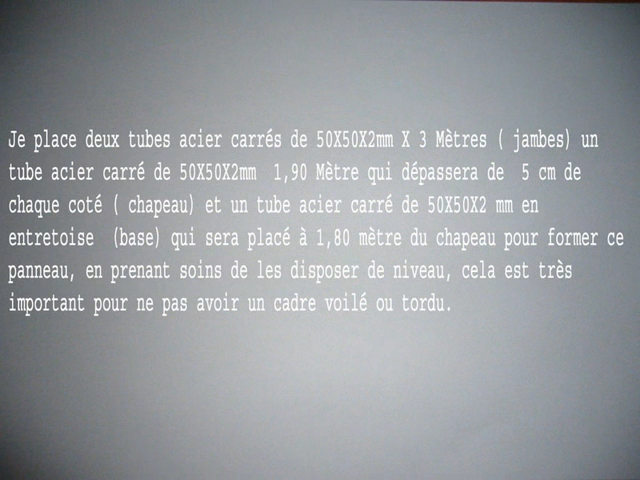 Je place deux tubes acier carrés de 50X50X2mm X 3 Mètres ( jambes) un
tube acier carré de 50X50X2mm  1,90 Mètre qui dépassera de  5 cm de
chaque coté ( chapeau) et un tube acier carré de 50X50X2 mm en
entretoise  (base) qui sera placé à 1,80 mètre du chapeau pour former ce
panneau, en prenant soins de les disposer de niveau, cela est très
important pour ne pas avoir un cadre voilé ou tordu.